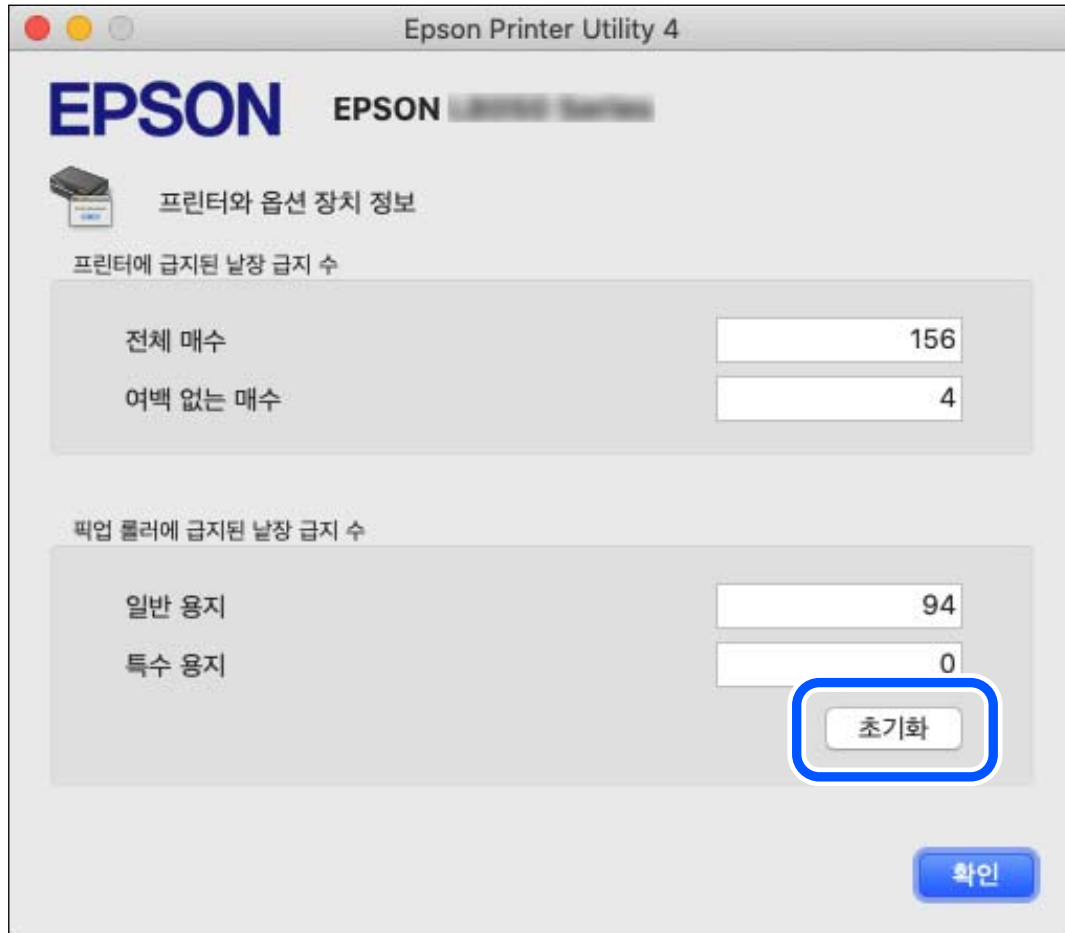 Epson Printer Utility 4
EPSON EPSON
프린터와 옵션 장치 정보
프린터에 급지된 낱장 급지 수
전체 매수 156
여백 없는 매수 4
픽업 롤러에 급지된 낱장 급지 수
일반 용지 94
특수 용지 0
초기화
확인